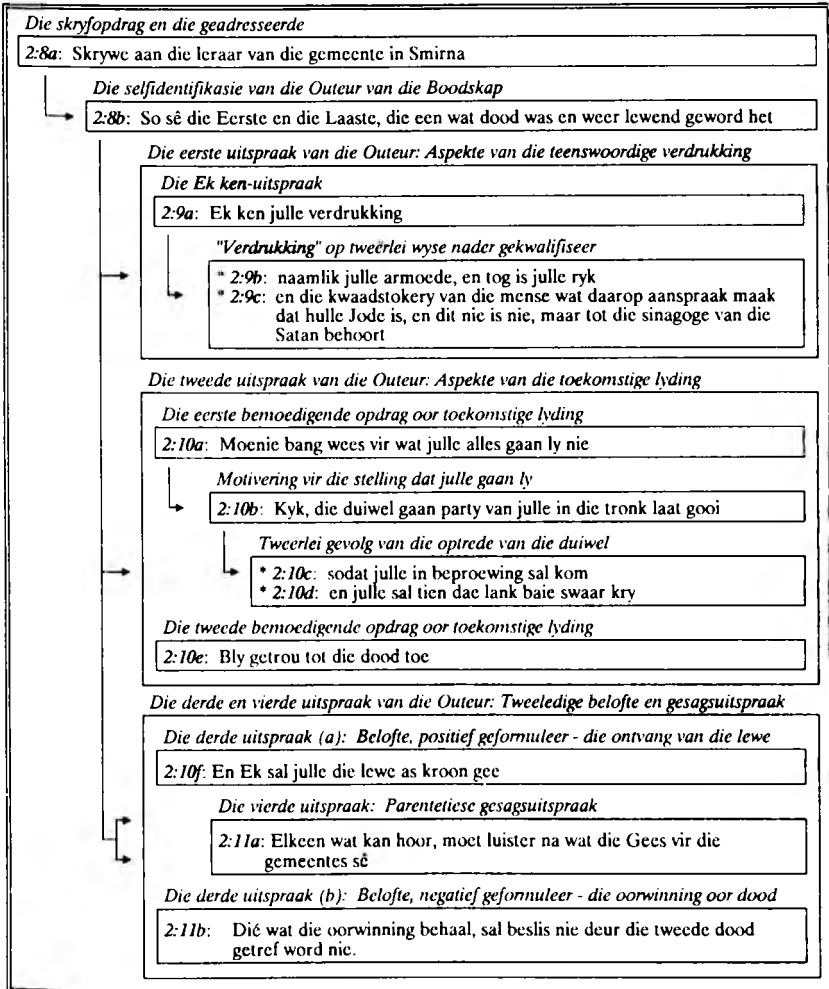 Die skryfopdrag en die geadresseerde
2:8a: Skrywe aan die leraar van die gemeente in Smirna
Die selfidentifikasie van die Outeur van die Boodskap
2:8b: So sê die Eerste en die Laaste, die een wat dood was en weer lewend geword het
Die eerste uitspraak van die Outeur: Aspekte van die teenswoordige verdrukking
Die Ek ken-uitspraak
2:9a: Ek ken julle verdrukking
"Verdrukking" op tweërlei wyse nader gekwalifiseer
* 2:9b: naamlik julle armoede, en tog is julle ryk
* 2:9c: en die kwaadstokery van die mense wat daarop aanspraak maak
dat hulle Jode is, en dit nie is nie, maar tot die sinagoge van die
Satan behoort
Die tweede uitspraak van die Outeur: Aspekte van die toekomstige lyding
Die eerste bemoedigende opdrag oor toekomstige lyding
2:10a: Moenie bang wees vir wat julle alles gaan ly nie
Motivering vir die stelling dat julle gaan ly
2:10b: Kyk, die duiwel gaan party van julle in die tronk laat gooi
Tweerlei gevolg van die optrede van die duiwel
* 2:10c: sodat julle in beproewing sal kom
* 2:10d: en julle sal tien dae lank baie swaar kry
Die tweede bemoedigende opdrag oor toekomstige lyding
2:10e: Bly getrou tot die dood toe
Die derde en vierde uitspraak van die Outeur: Tweeledige belofte en gesagsuitspraak
Die derde uitspraak (a): Belofte, positief geformuleer - die ontvang van die lewe
2:10f: En Ek sal julle die lewe as kroon gee
Die vierde uitspraak: Parentetiese gesagsuitspraak
2:11a: Elkeen wat kan hoor, moet luister na wat die Gees vir die
gemeentes sê
Die derde uitspraak (b): Belofte, negatief geformuleer - die oorwinning oor dood
2:11b: Dié wat die oorwinning behaal, sal beslis nie deur die tweede dood
getref word nie.